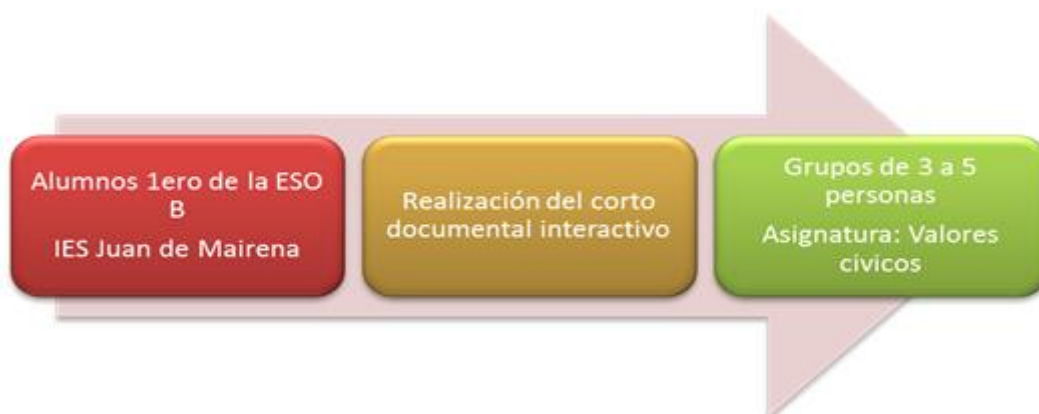 Alumnos 1ero de la ESO
B
IES Juan de Mairena
Realización del corto
documental interactivo
Grupos de 3 a 5
personas
Asignatura: Valores
cívicos